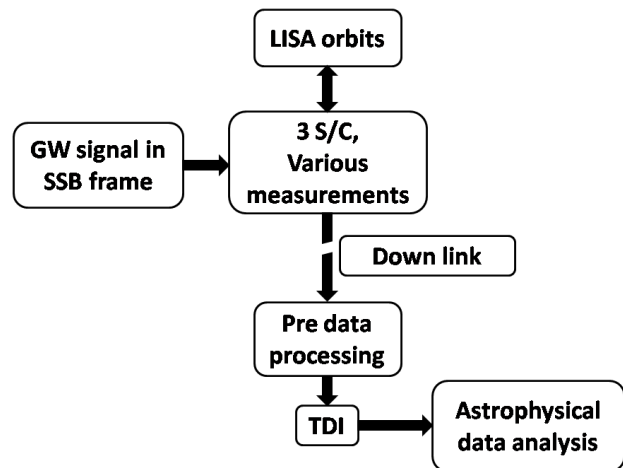 LISA orbits
GW signal in
SSB frame
3 S/C,
Various
measurements
Down link
Pre data
processing
TDI
Astrophysical
data analysis